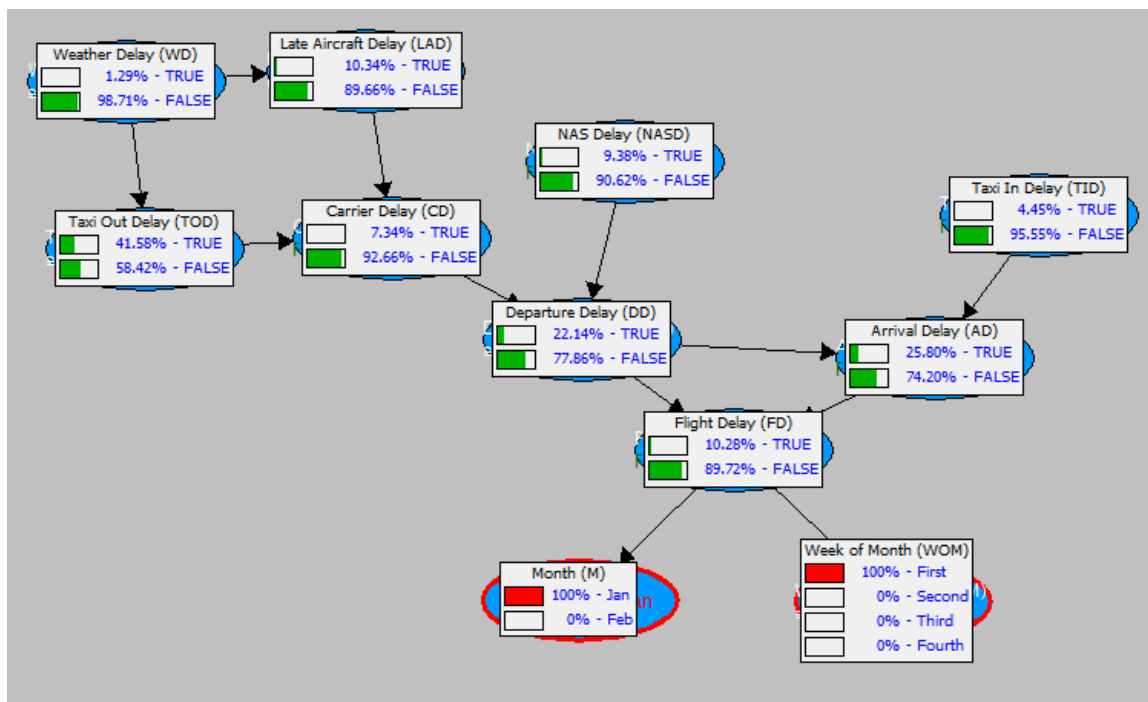 Weather Delay (WD)
1.29% - TRUE
98.71% - FALSE
Late Aircraft Delay (LAD)
10.34% - TRUE
89.66% - FALSE
NAS Delay (NASD)
9.38% - TRUE
90.62% - FALSE
Taxi In Delay (TID)
4.45% - TRUE
95.55% - FALSE
Taxi Out Delay (TOD)
41.58% - TRUE
58.42% - FALSE
Carrier Delay (CD)
7.34% - TRUE
92.66% - FALSE
Departure Delay (DD)
22.14% - TRUE
77.86% - FALSE
Arrival Delay (AD)
25.80% - TRUE
74.20% - FALSE
Flight Delay (FD)
10.28% - TRUE
89.72% - FALSE
Month (M)
100% - Jan
0% - Feb
Week of Month (WOM)
100% - First
0% - Second
0% - Third
0% - Fourth